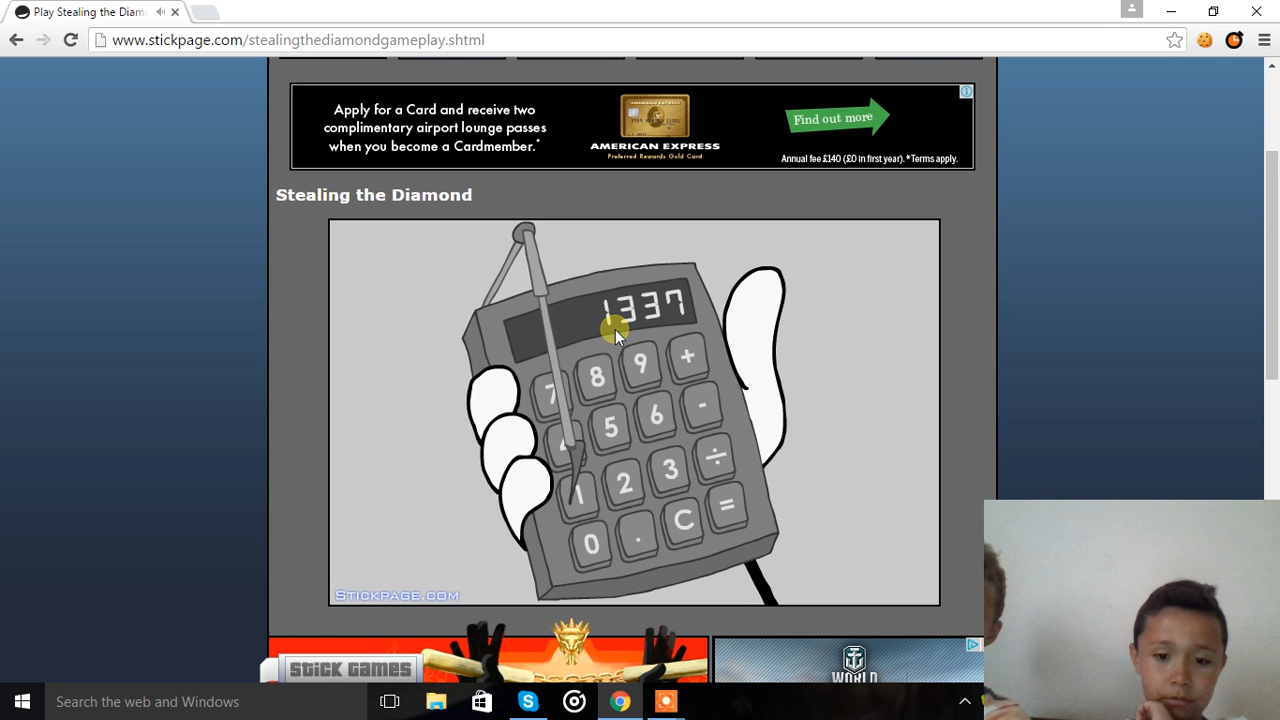 Play Stealing the Diam
www.stickpage.com/stealingthediamondgameplay.shtml
Apply for a Card and receive two
complimentary airport lounge passes
when you become a Cardmember.*
AMERICAN EXPRESS
Preferred Rewards Gold Card
Find out more
Annual fee £140 (£0 in first year). *Terms apply.
Stealing the Diamond
1337
7 8 9 +
4 5 6 -
1 2 3 ÷
0 . C =
STICKPAGE.COM
STICK GAMES
WORLD
Search the web and Windows